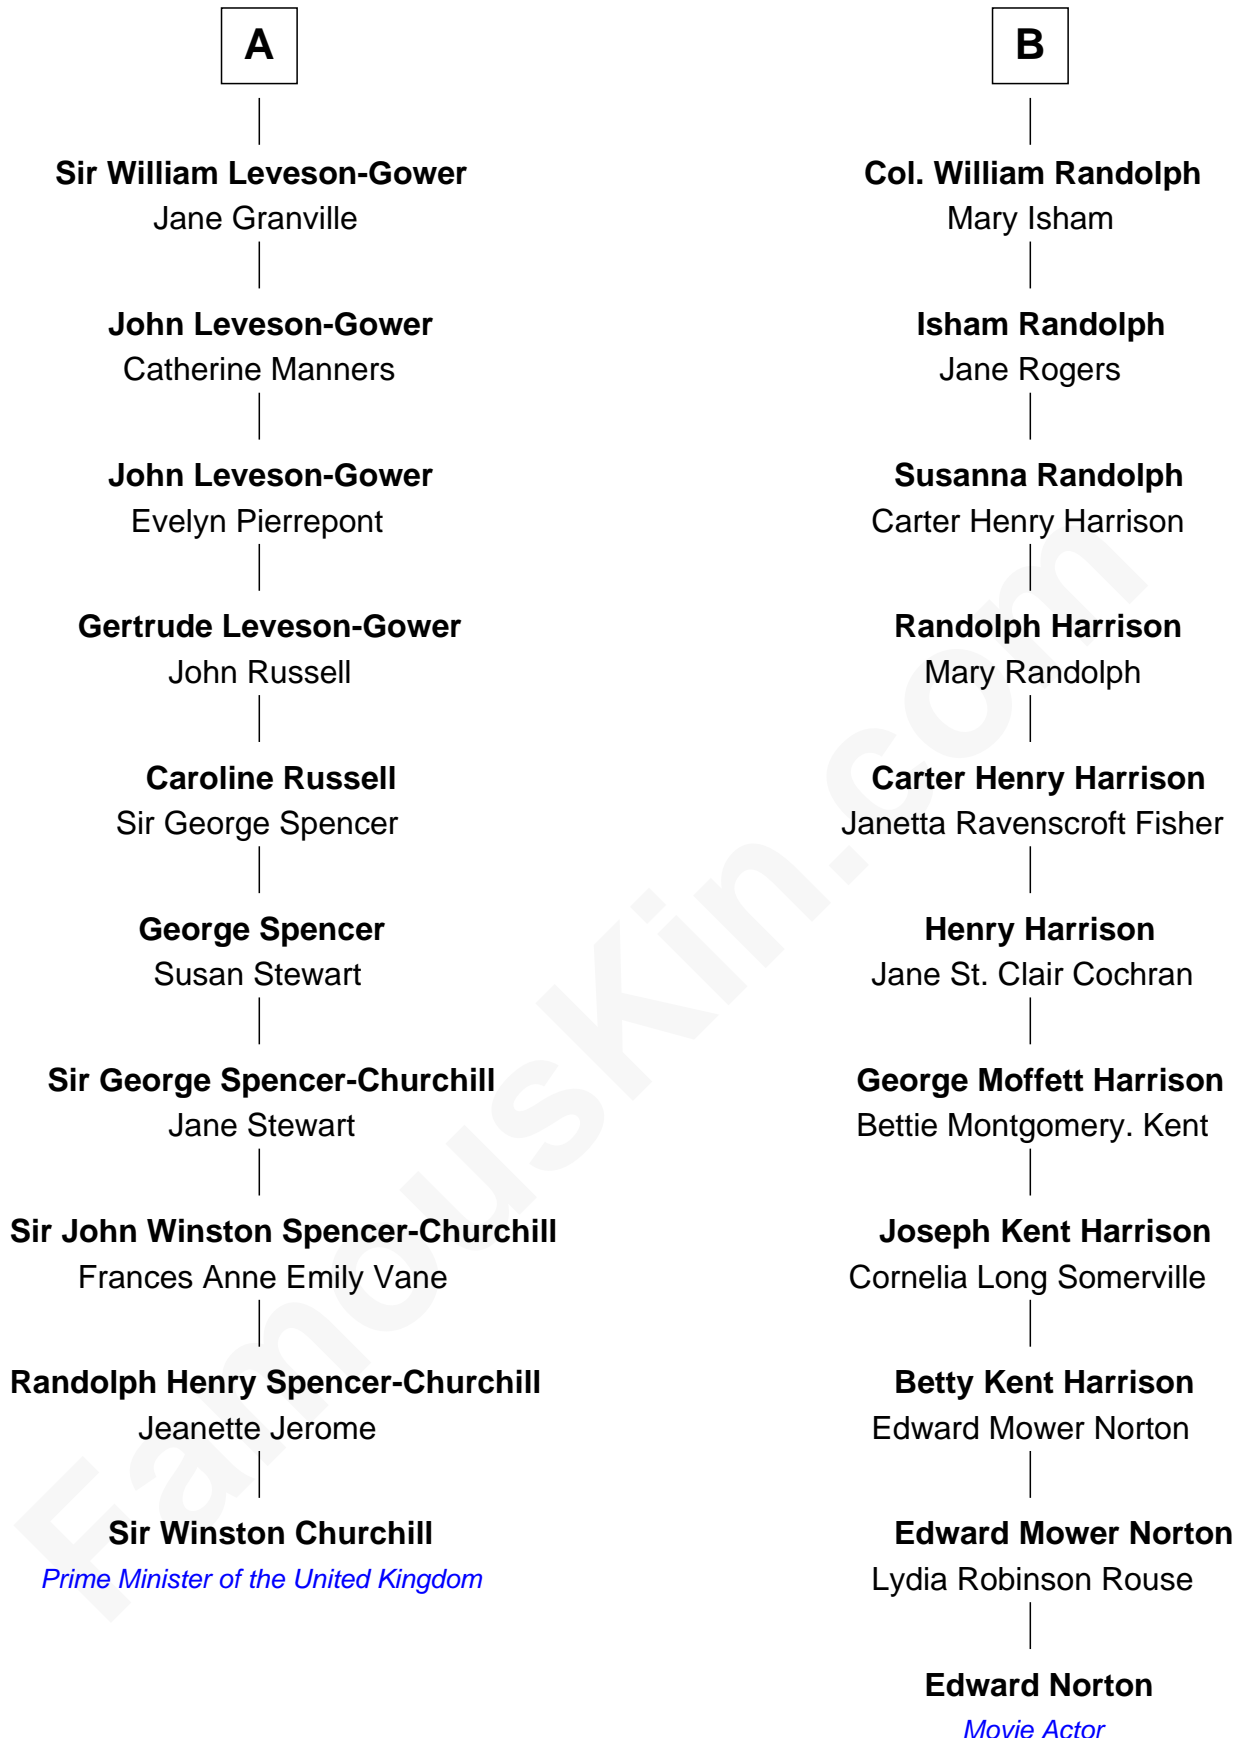 A
Sir William Leveson-Gower
Jane Granville
John Leveson-Gower
Catherine Manners
John Leveson-Gower
Evelyn Pierrepont
Gertrude Leveson-Gower
John Russell
Caroline Russell
Sir George Spencer
George Spencer
Susan Stewart
Sir George Spencer-Churchill
Jane Stewart
Sir John Winston Spencer-Churchill
Frances Anne Emily Vane
Randolph Henry Spencer-Churchill
Jeanette Jerome
Sir Winston Churchill
Prime Minister of the United Kingdom
B
Col. William Randolph
Mary Isham
Isham Randolph
Jane Rogers
Susanna Randolph
Carter Henry Harrison
Randolph Harrison
Mary Randolph
Carter Henry Harrison
Janetta Ravenscroft Fisher
Henry Harrison
Jane St. Clair Cochran
George Moffett Harrison
Bettie Montgomery. Kent
Joseph Kent Harrison
Cornelia Long Somerville
Betty Kent Harrison
Edward Mower Norton
Edward Mower Norton
Lydia Robinson Rouse
Edward Norton
Movie Actor
FamousKin.com